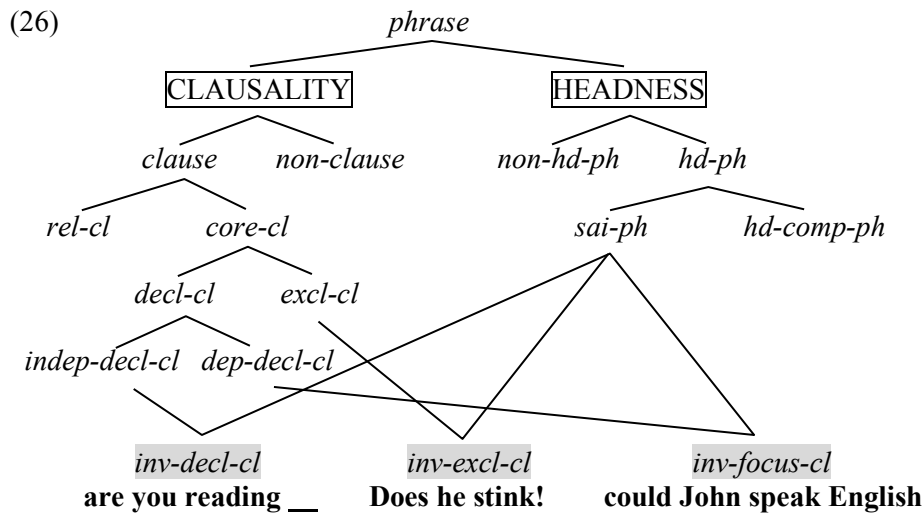 (26) phrase
CLAUSALITY HEADNESS
clause non-clause non-hd-ph hd-ph
rel-cl core-cl sai-ph hd-comp-ph
decl-cl excl-cl
indep-decl-cl dep-decl-cl
inv-decl-cl inv-excl-cl inv-focus-cl
are you reading __ Does he stink! could John speak English